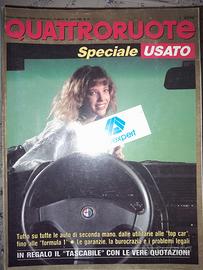 QUATTRORUOTE
Speciale USATO
expert
Tutto su tutte le auto di seconda mano, dalle utilitarie alle "top car",
fino alle "formula 1" • Le garanzie, la burocrazia e i problemi legali
IN REGALO IL "TASCABILE" CON LE VERE QUOTAZIONI